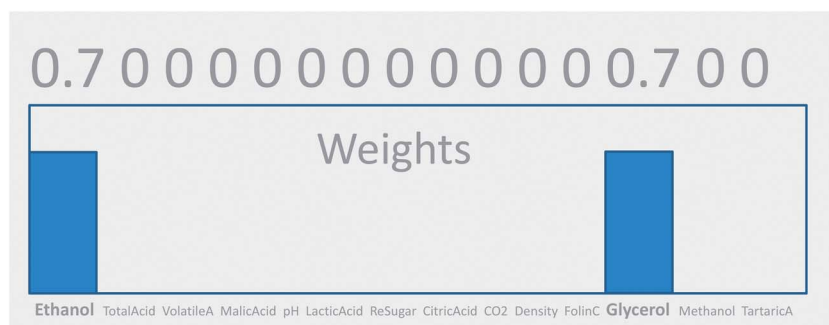 0.7 0 0 0 0 0 0 0 0 0 0 0 0.7 0 0
Weights
Ethanol TotalAcid VolatileA MalicAcid pH LacticAcid ReSugar CitricAcid CO2 Density FolinC Glycerol Methanol TartaricA